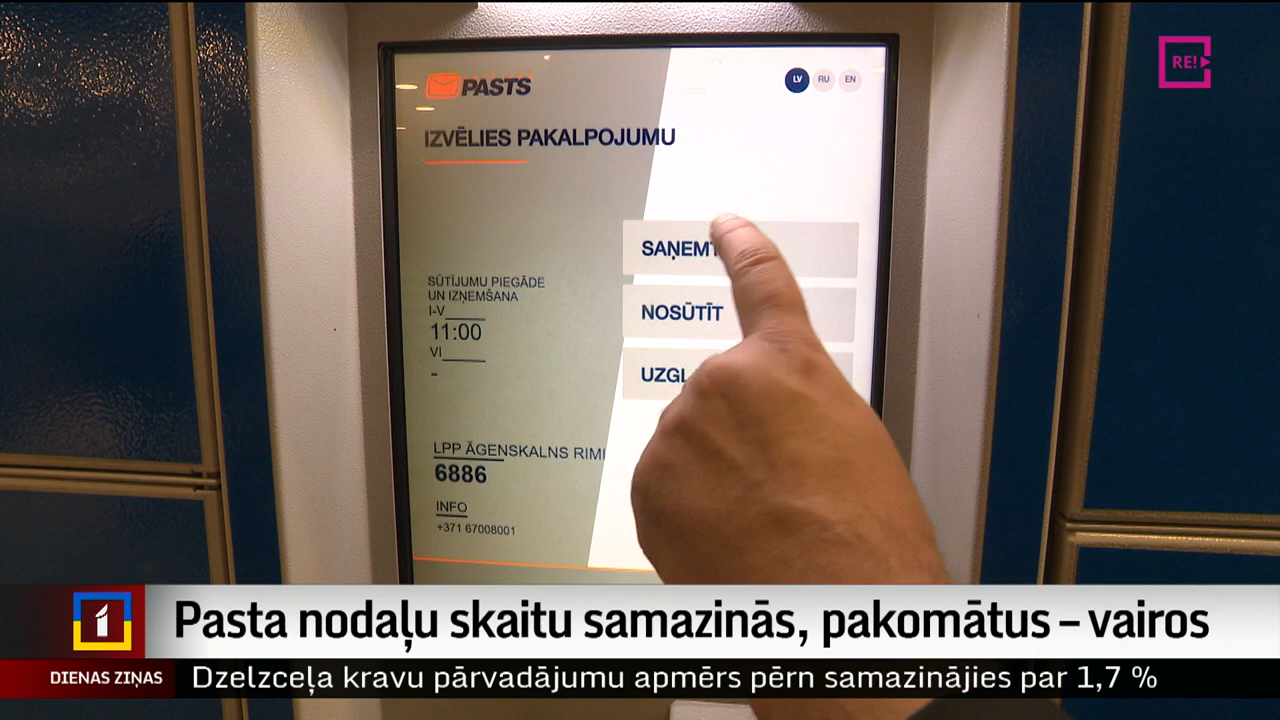 RE!
PASTS
LV RU EN
IZVĒLIES PAKALPOJUMU
SAŅEMT
NOSŪTĪT
SŪTĪJUMU PIEGĀDE
UN IZŅEMŠANA
I-V
11:00
VI
-
LPP ĀGENSKALNS RIMI
6886
INFO
+371 67008001
1
Pasta nodaļu skaitu samazinās, pakomātus – vairos
DIENAS ZIŅAS
Dzelzceļa kravu pārvadājumu apmērs pērn samazinājies par 1,7 %